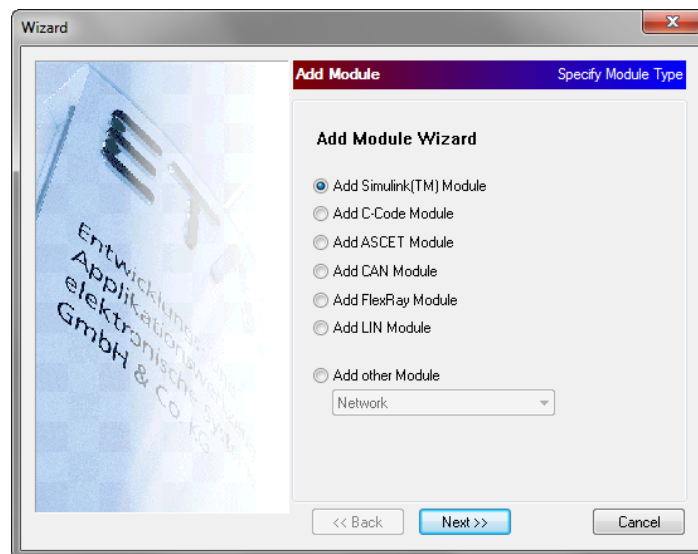 Wizard
Add Module
Specify Module Type
ET
Entwicklungs- und
Applikationswerkzeuge
elektronische Systeme
GmbH & Co. KG
Add Module Wizard
Add Simulink(TM) Module
Add C-Code Module
Add ASCET Module
Add CAN Module
Add FlexRay Module
Add LIN Module
Add other Module
Network
<< Back
Next >>
Cancel